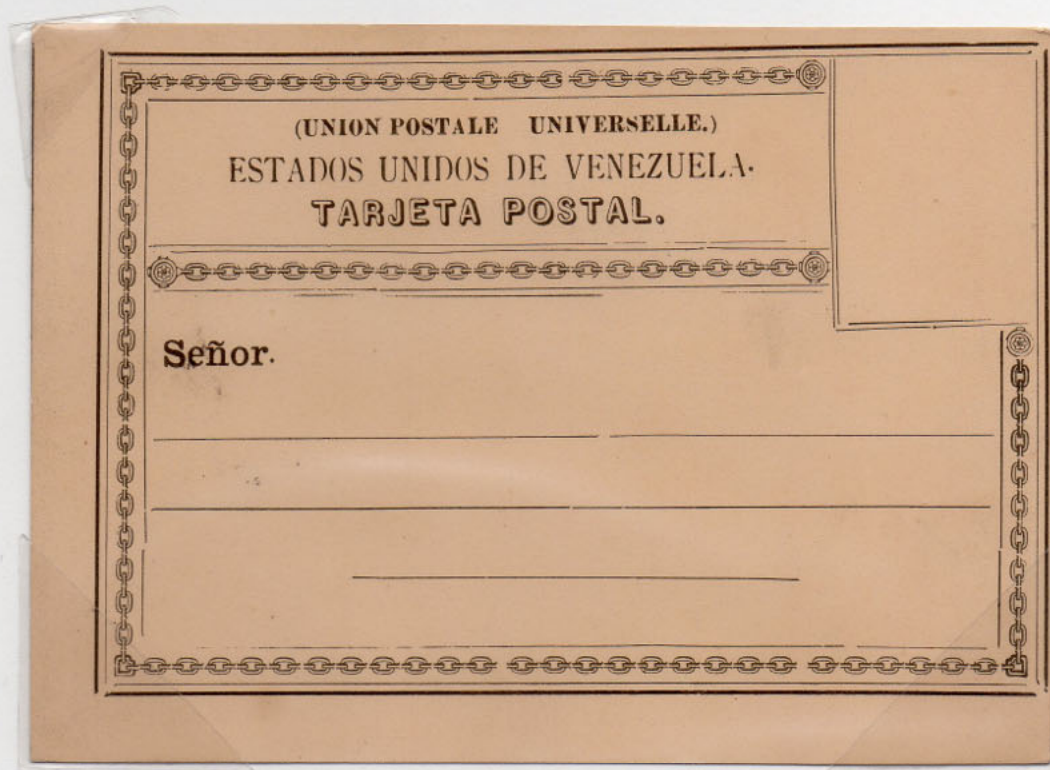 (UNION POSTALE UNIVERSELLE.)
ESTADOS UNIDOS DE VENEZUELA.
TARJETA POSTAL.
Señor.